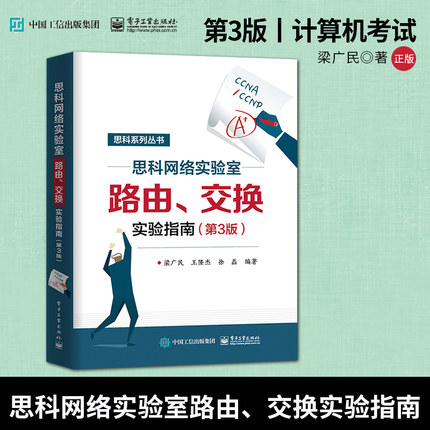 中国工信出版集团 电子工业出版社
第3版|计算机考试
梁广民◎著 正版
思科网络实验室
路由、交换
实验指南(第3版)
CCNA
/CCNP
A+
思科系列丛书
思科网络实验室
路由、交换
实验指南(第3版)
梁广民 王隆杰 徐磊 编著
中国工信出版集团 电子工业出版社
思科网络实验室路由、交换实验指南